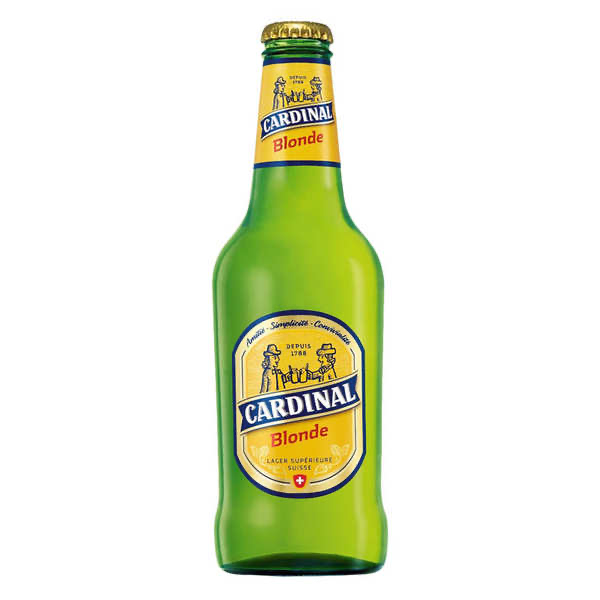 DEPUIS
1788
CARDINAL
Blonde
Amitié - Simplicité - Convivialité
DEPUIS
1788
CARDINAL
Blonde
LAGER SUPÉRIEURE
SUISSE